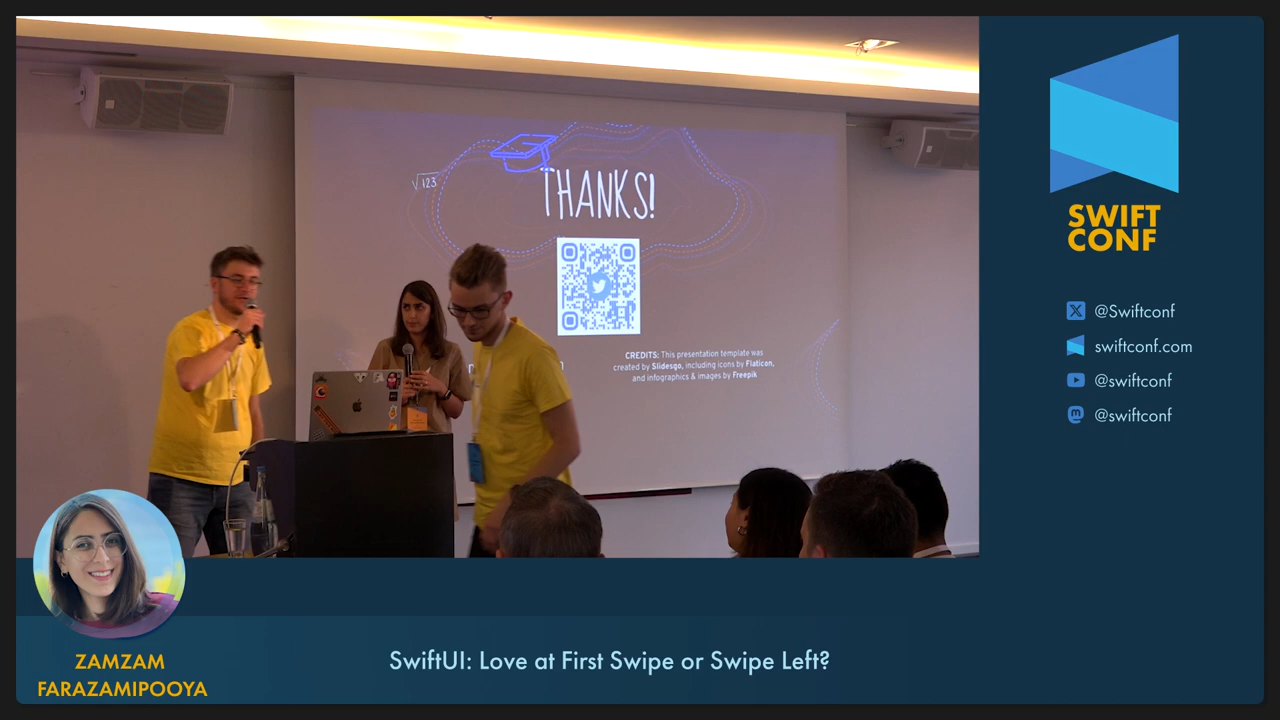 √123
THANKS!
CREDITS: This presentation template was
created by Slidesgo, including icons by Flaticon,
and infographics & images by Freepik
SWIFT
CONF
@Swiftconf
swiftconf.com
@swiftconf
@swiftconf
ZAMZAM
FARAZAMIPOOYA
SwiftUI: Love at First Swipe or Swipe Left?